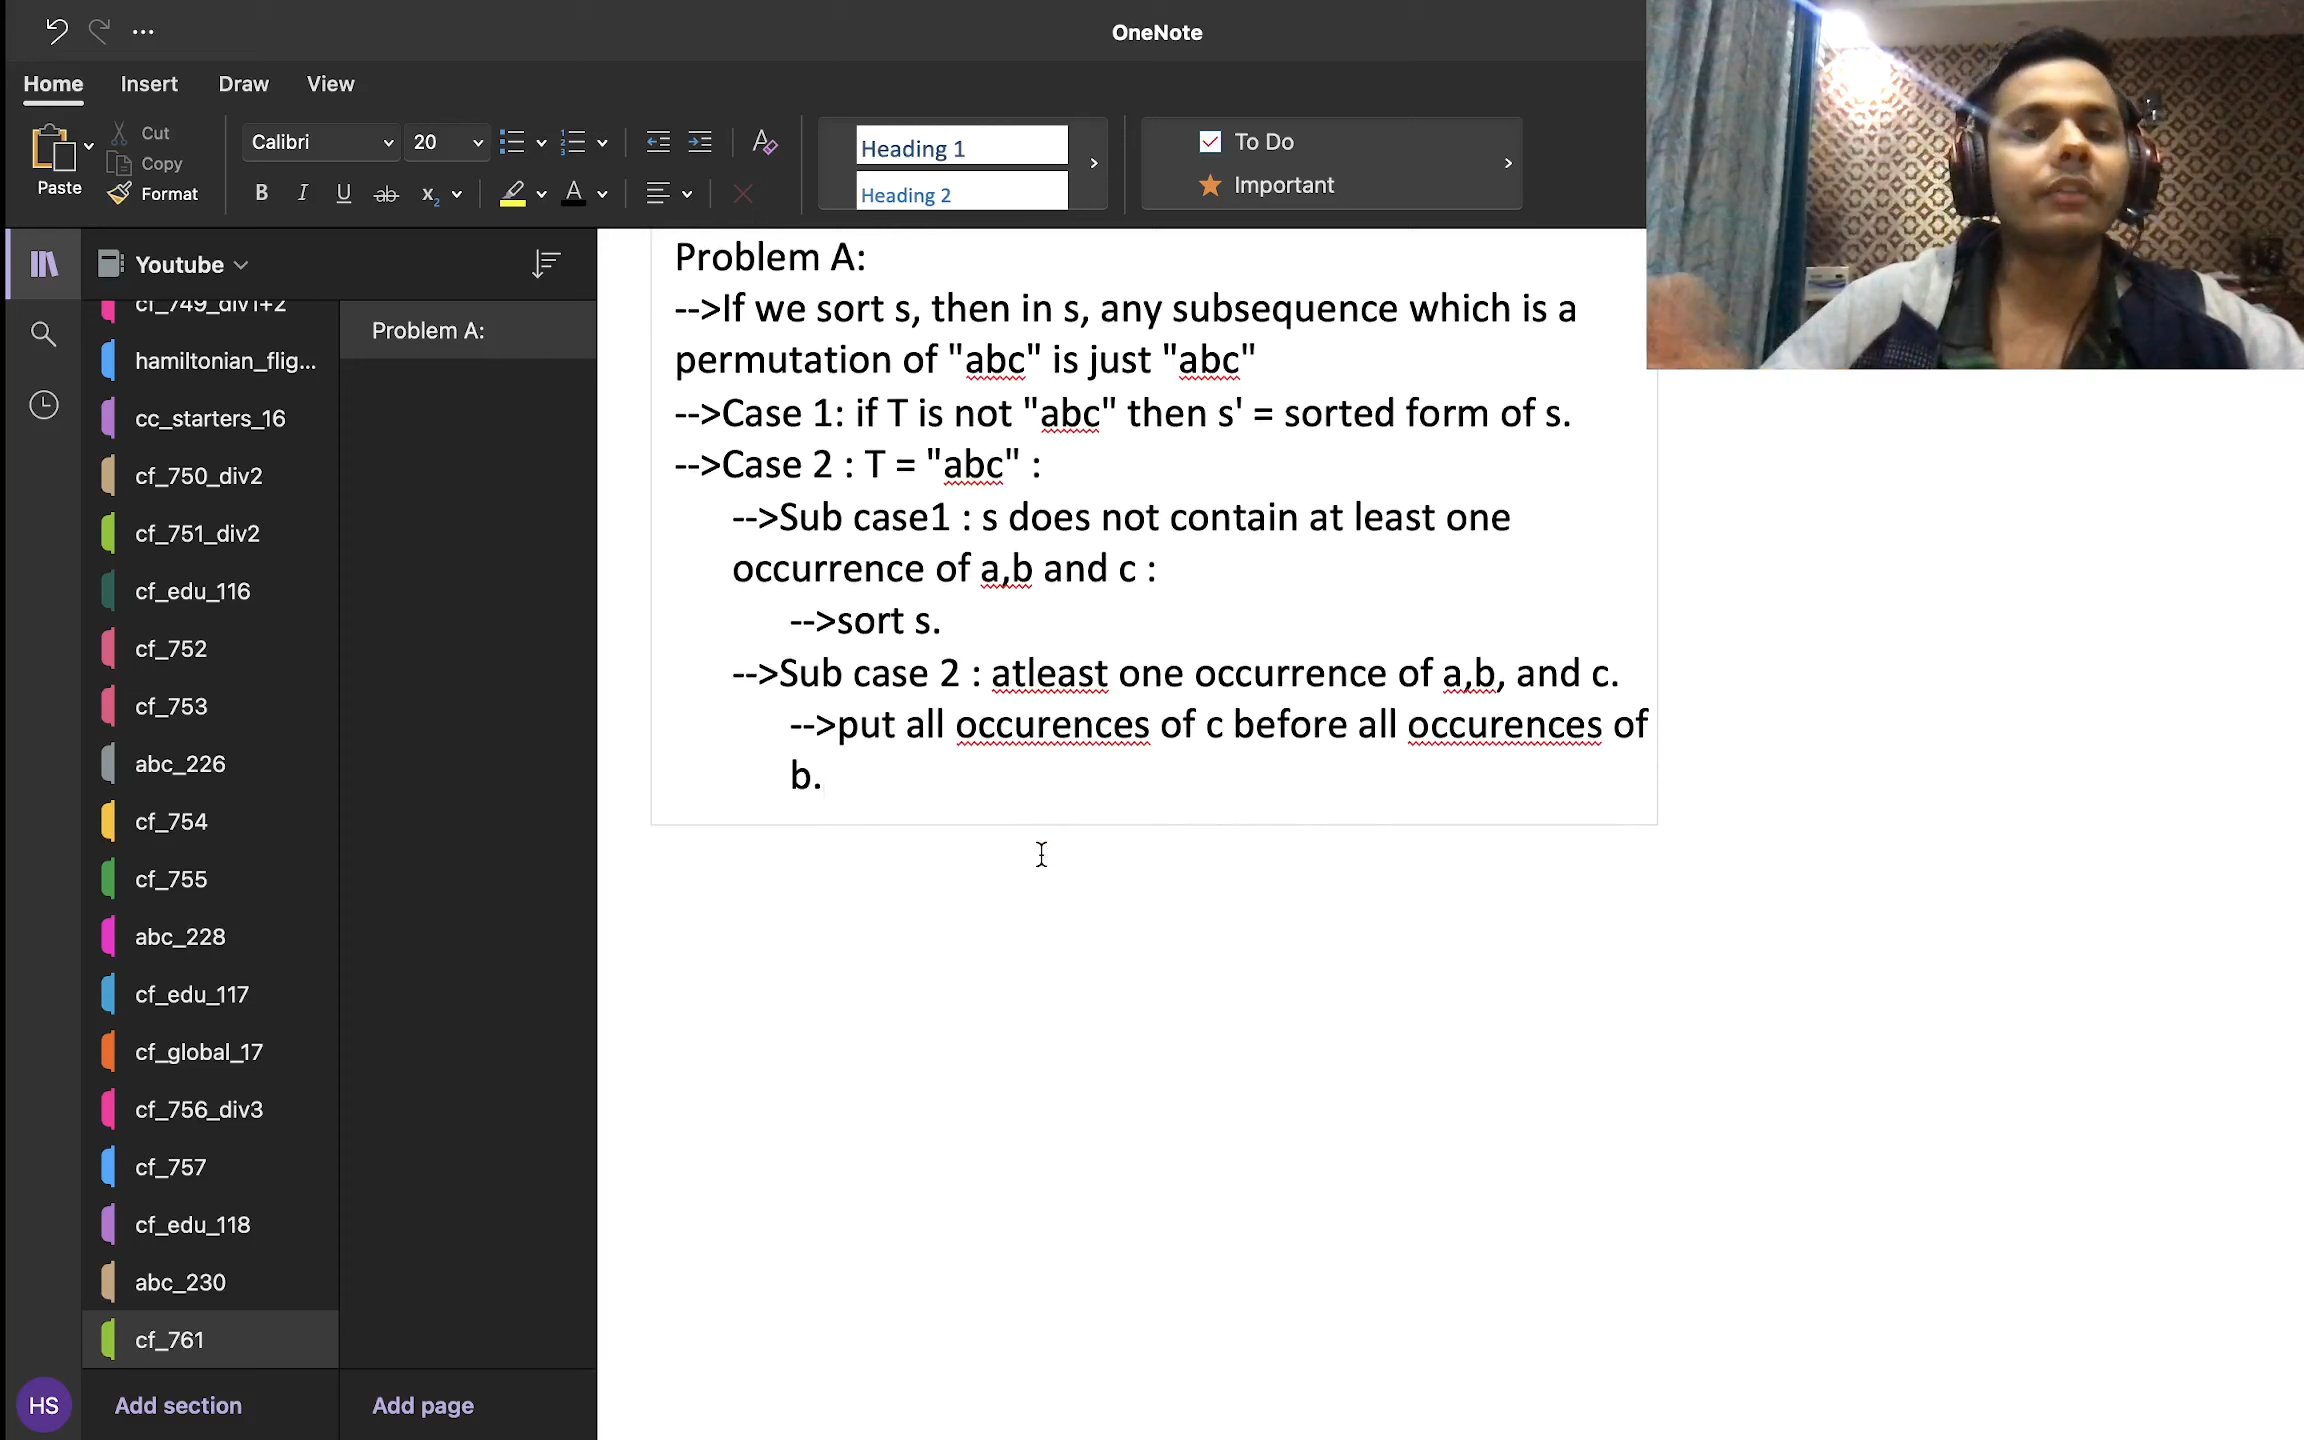 OneNote
Home Insert Draw View
Paste
Cut
Copy
Format
Calibri 20
B I U ab x₂ A
Heading 1
Heading 2
To Do
Important
Youtube
cf_749_div1+2
hamiltonian_flig...
cc_starters_16
cf_750_div2
cf_751_div2
cf_edu_116
cf_752
cf_753
abc_226
cf_754
cf_755
abc_228
cf_edu_117
cf_global_17
cf_756_div3
cf_757
cf_edu_118
abc_230
cf_761
HS
Add section
Problem A:
Add page
Problem A:
-->If we sort s, then in s, any subsequence which is a
permutation of "abc" is just "abc"
-->Case 1: if T is not "abc" then s' = sorted form of s.
-->Case 2 : T = "abc" :
-->Sub case1 : s does not contain at least one
occurrence of a,b and c :
-->sort s.
-->Sub case 2 : atleast one occurrence of a,b, and c.
-->put all occurences of c before all occurences of
b.